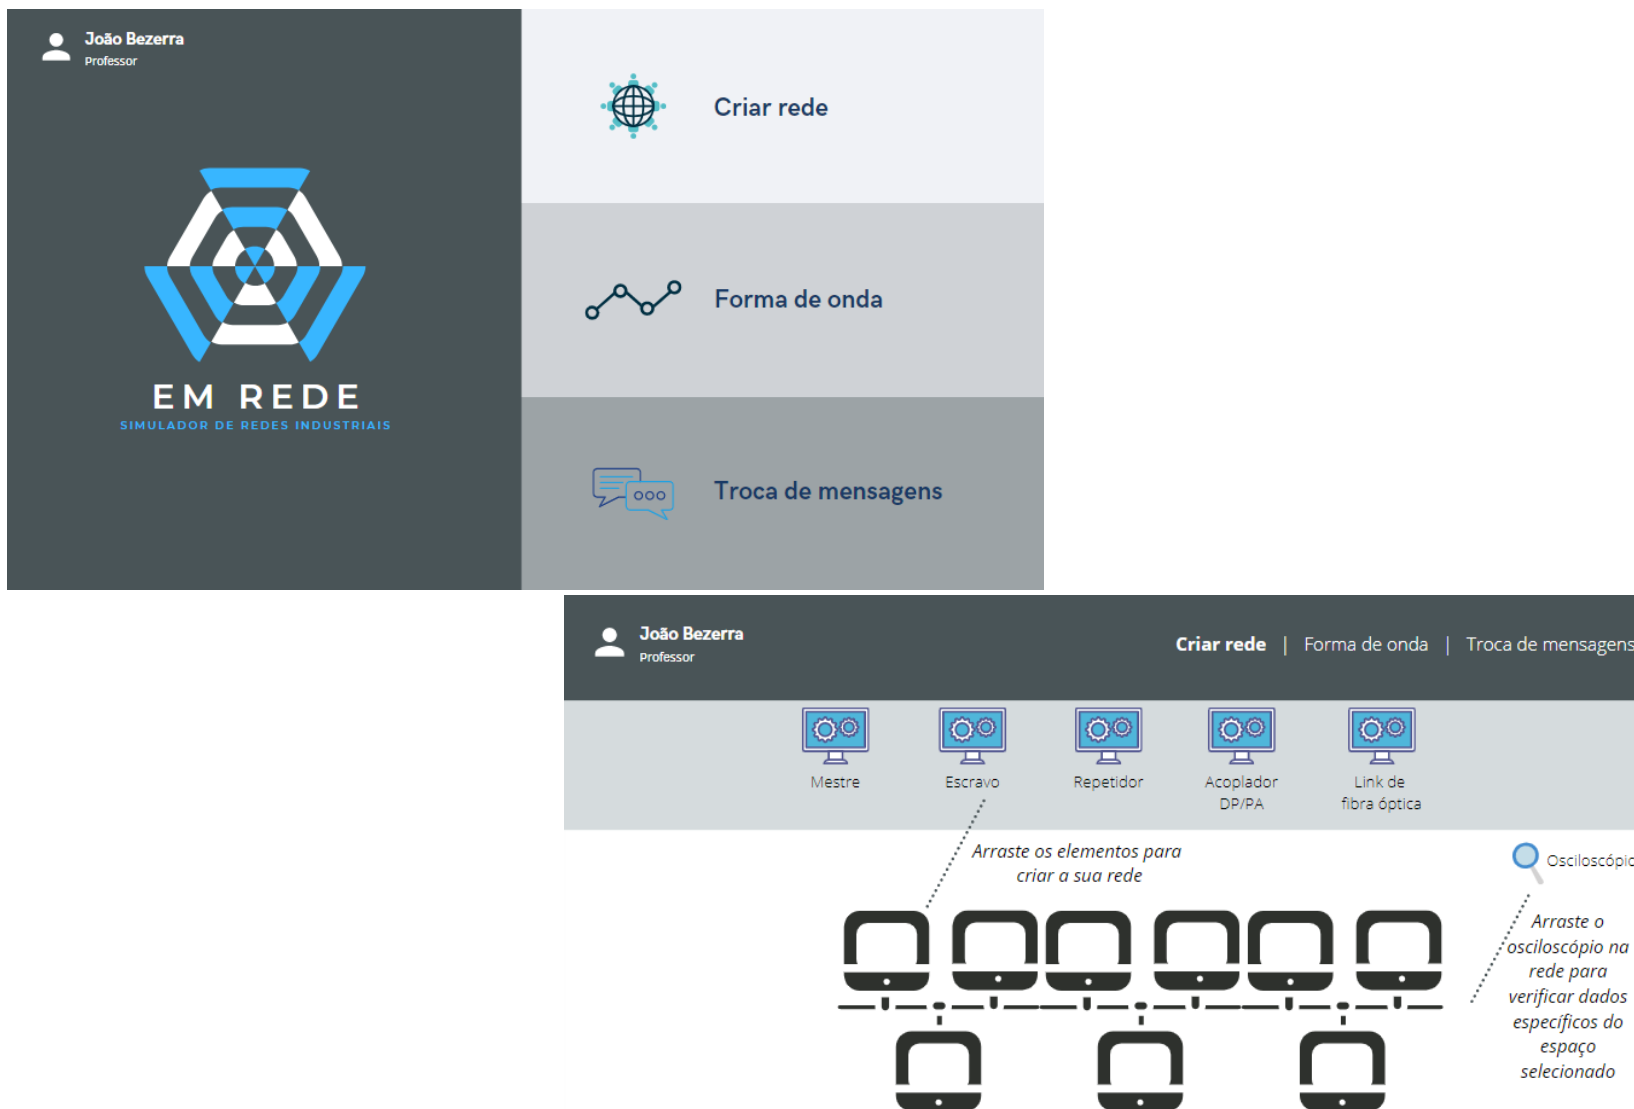 João Bezerra
Professor
Criar rede
Forma de onda
Troca de mensagens
EM REDE
SIMULADOR DE REDES INDUSTRIAIS
João Bezerra
Professor
Criar rede | Forma de onda | Troca de mensagens
Mestre
Escravo
Repetidor
Acoplador
DP/PA
Link de
fibra óptica
Arraste os elementos para
criar a sua rede
Osciloscópio
Arraste o
osciloscópio na
rede para
verificar dados
específicos do
espaço
selecionado